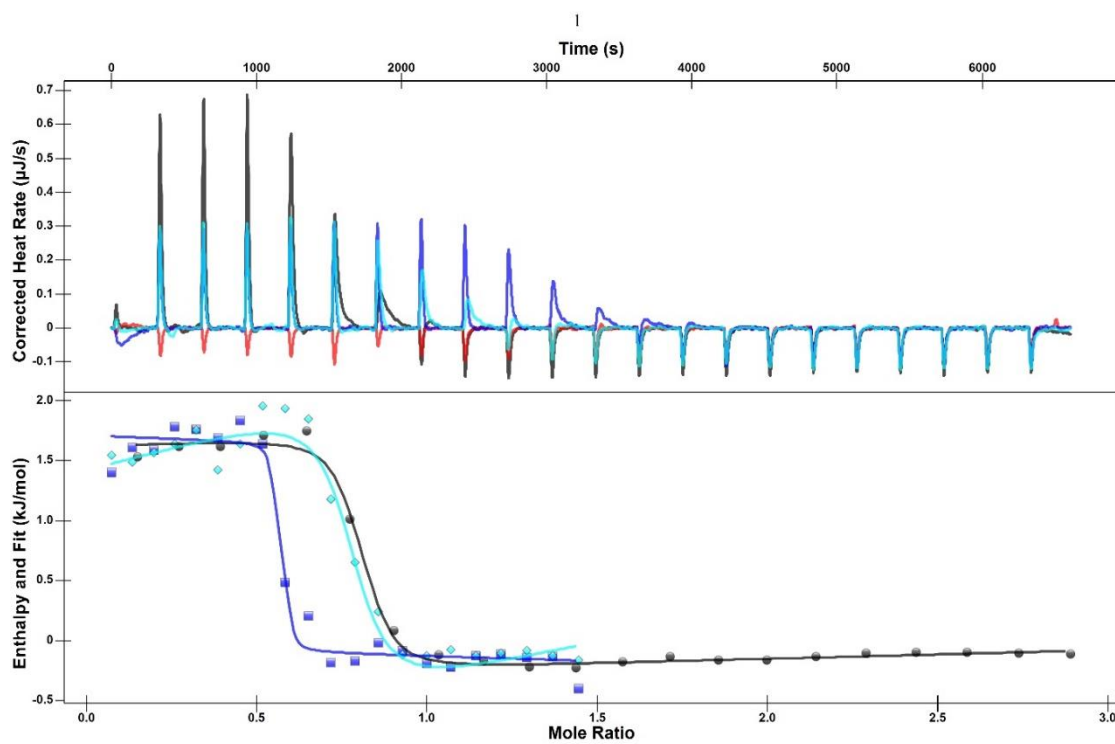 1
Time (s)
0 1000 2000 3000 4000 5000 6000
Corrected Heat Rate (µJ/s)
0.7
0.6
0.5
0.4
0.3
0.2
0.1
0
-0.1
Enthalpy and Fit (kJ/mol)
2.0
1.5
1.0
0.5
0
-0.5
0.0 0.5 1.0 1.5 2.0 2.5 3.0
Mole Ratio